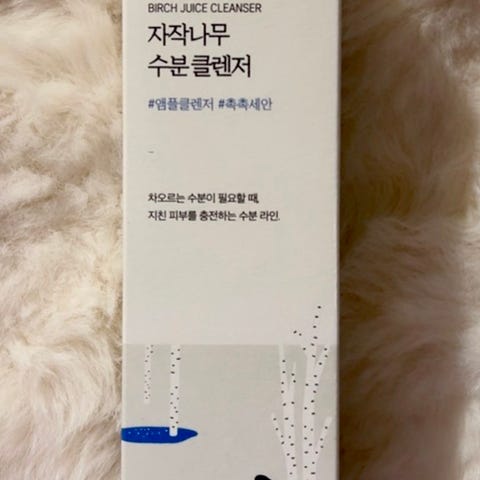 BIRCH JUICE CLEANSER
자작나무
수분클렌저
#앰플클렌저 #촉촉세안
차오르는 수분이 필요할 때,
지친 피부를 충전하는 수분 라인.